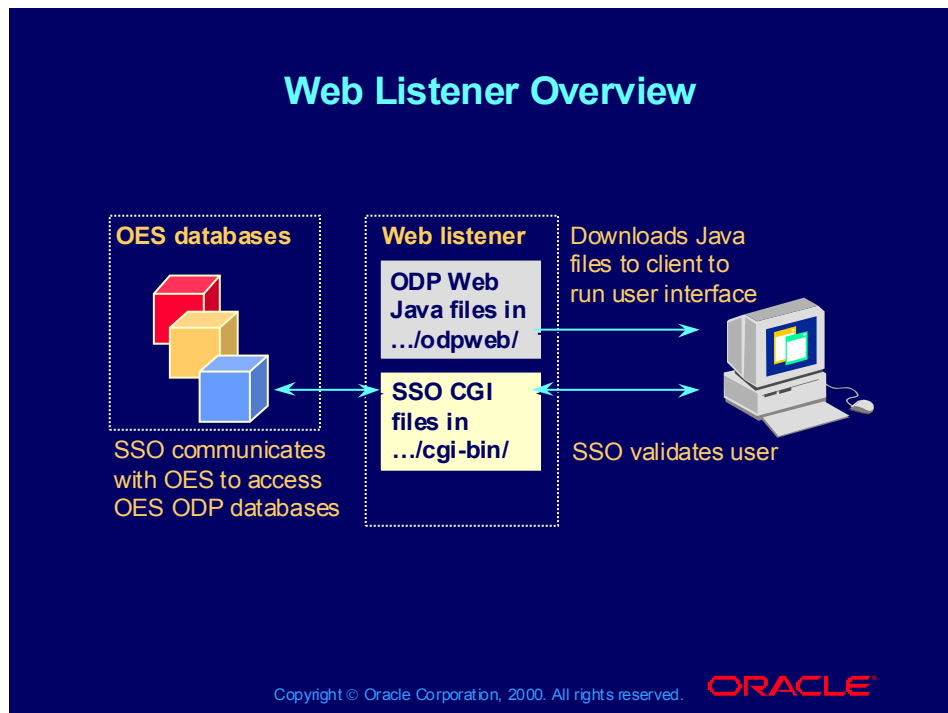 Web Listener Overview
OES databases
SSO communicates
with OES to access
OES ODP databases
Web listener
ODP Web
Java files in
…/odpweb/
SSO CGI
files in
…/cgi-bin/
Downloads Java
files to client to
run user interface
SSO validates user
Copyright © Oracle Corporation, 2000. All rights reserved.
ORACLE®